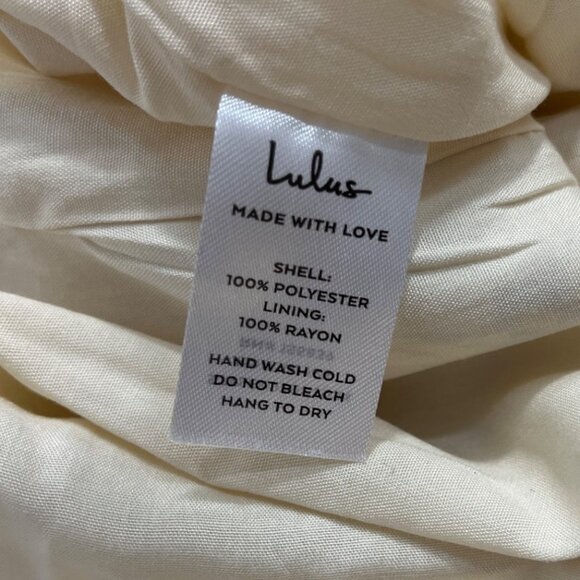 Lulus
MADE WITH LOVE
SHELL:
100% POLYESTER
LINING:
100% RAYON
HAND WASH COLD
DO NOT BLEACH
HANG TO DRY